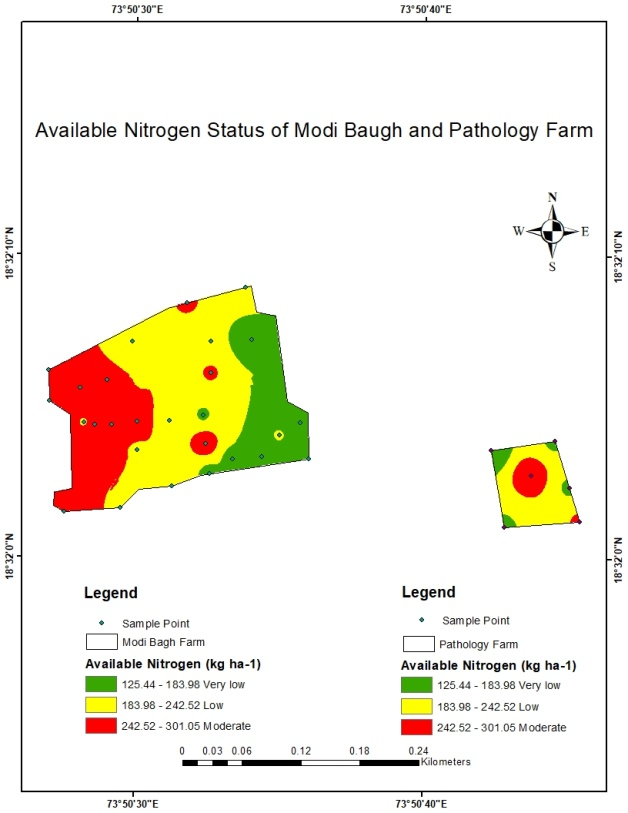 73°50'30"E 73°50'40"E
Available Nitrogen Status of Modi Baugh and Pathology Farm
N
W E
S
18°32'10"N 18°32'10"N
18°32'0"N 18°32'0"N
Legend
Sample Point
Modi Bagh Farm
Available Nitrogen (kg ha-1)
125.44 - 183.98 Very low
183.98 - 242.52 Low
242.52 - 301.05 Moderate
Legend
Sample Point
Pathology Farm
Available Nitrogen (kg ha-1)
125.44 - 183.98 Very low
183.98 - 242.52 Low
242.52 - 301.05 Moderate
0 0.03 0.06 0.12 0.18 0.24
Kilometers
73°50'30"E 73°50'40"E